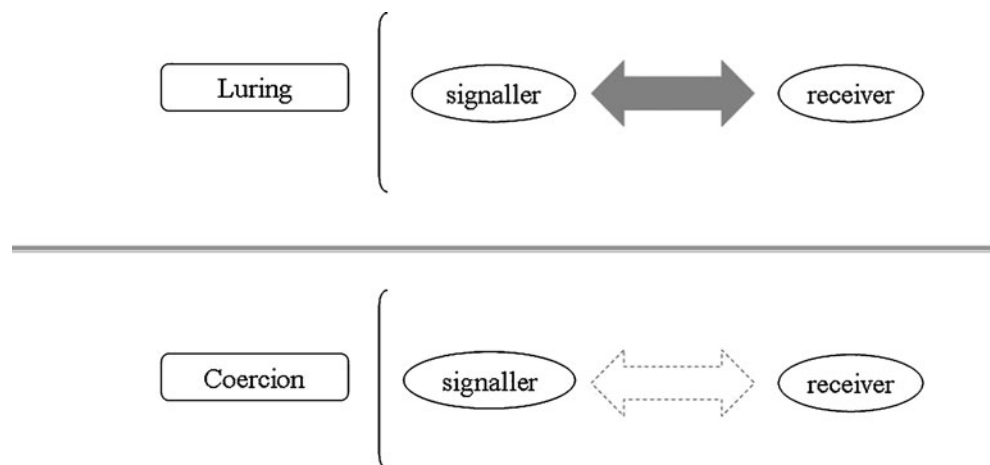 Luring
signaller
receiver
Coercion
signaller
receiver